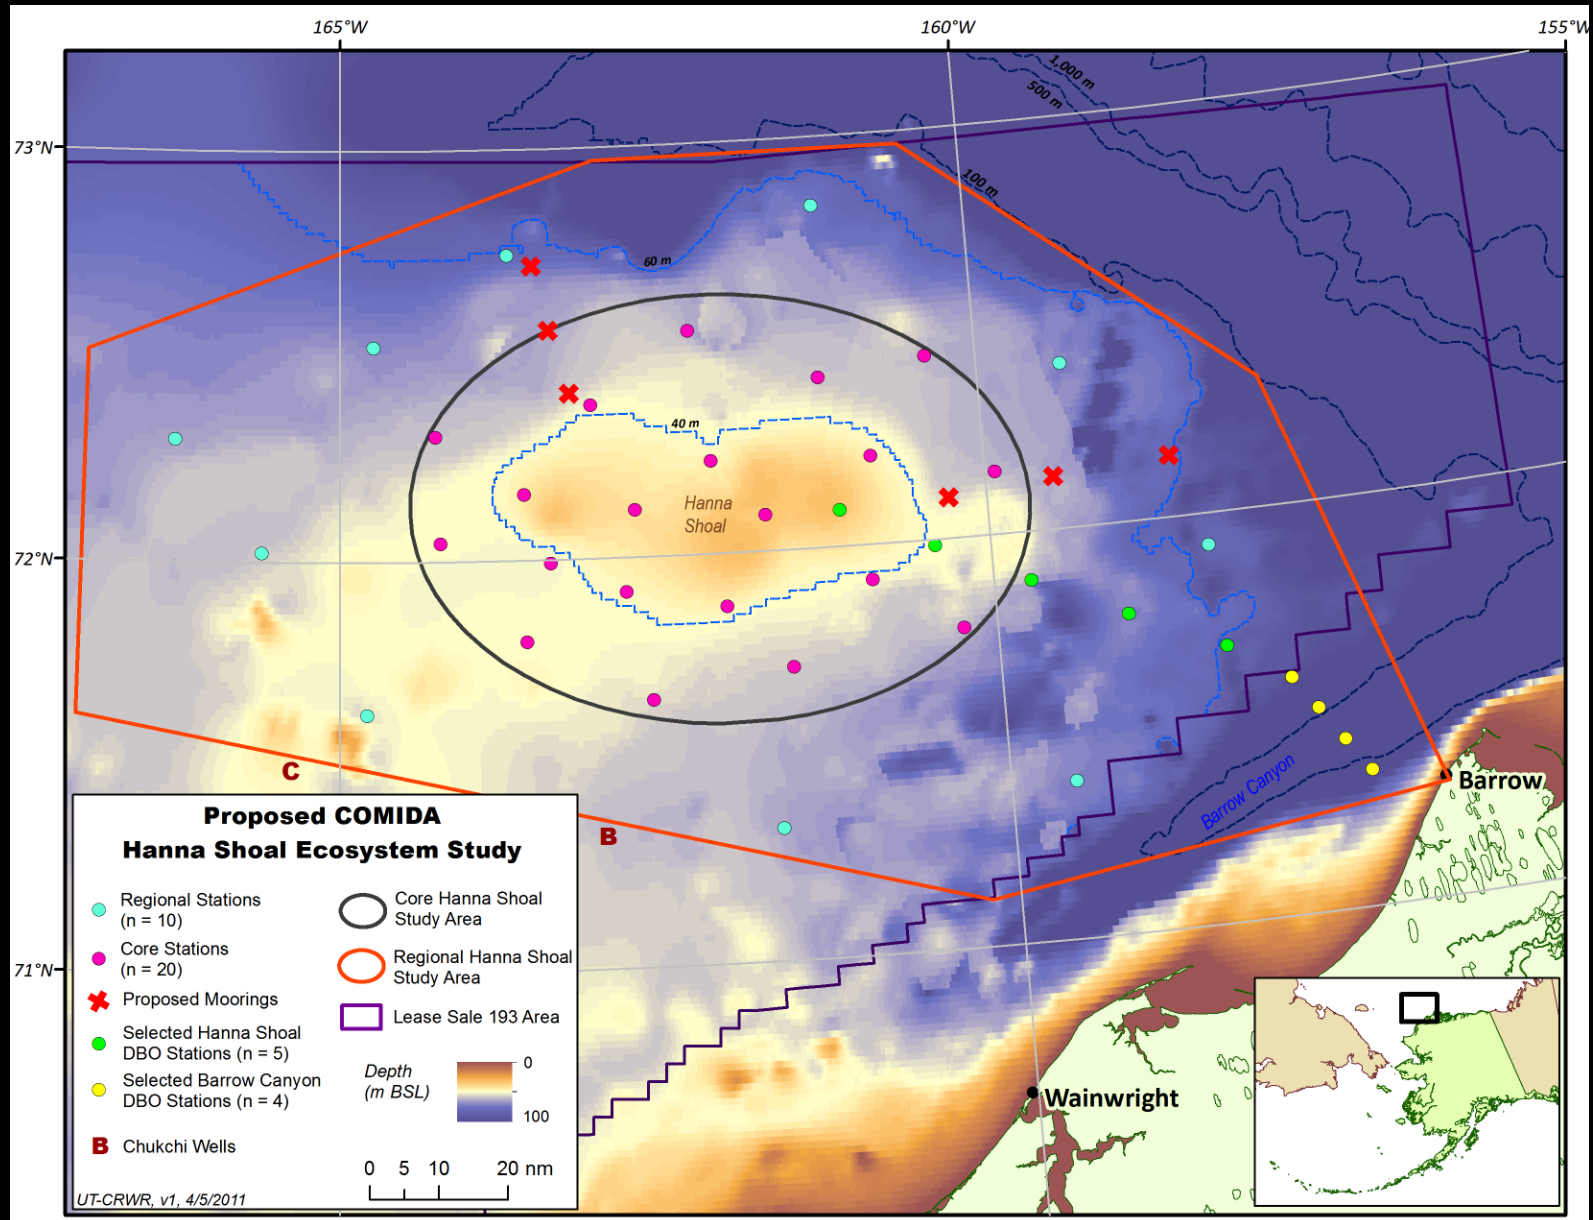 165°W
160°W
155°W
73°N
1,000 m
500 m
100 m
60 m
40 m
Hanna
Shoal
72°N
C
B
Barrow Canyon
Barrow
Proposed COMIDA
Hanna Shoal Ecosystem Study
Regional Stations
(n = 10)
Core Stations
(n = 20)
Proposed Moorings
Selected Hanna Shoal
DBO Stations (n = 5)
Selected Barrow Canyon
DBO Stations (n = 4)
B Chukchi Wells
UT-CRWR, v1, 4/5/2011
Core Hanna Shoal
Study Area
Regional Hanna Shoal
Study Area
Lease Sale 193 Area
Depth
(m BSL)
0
100
0 5 10 20 nm
71°N
Wainwright